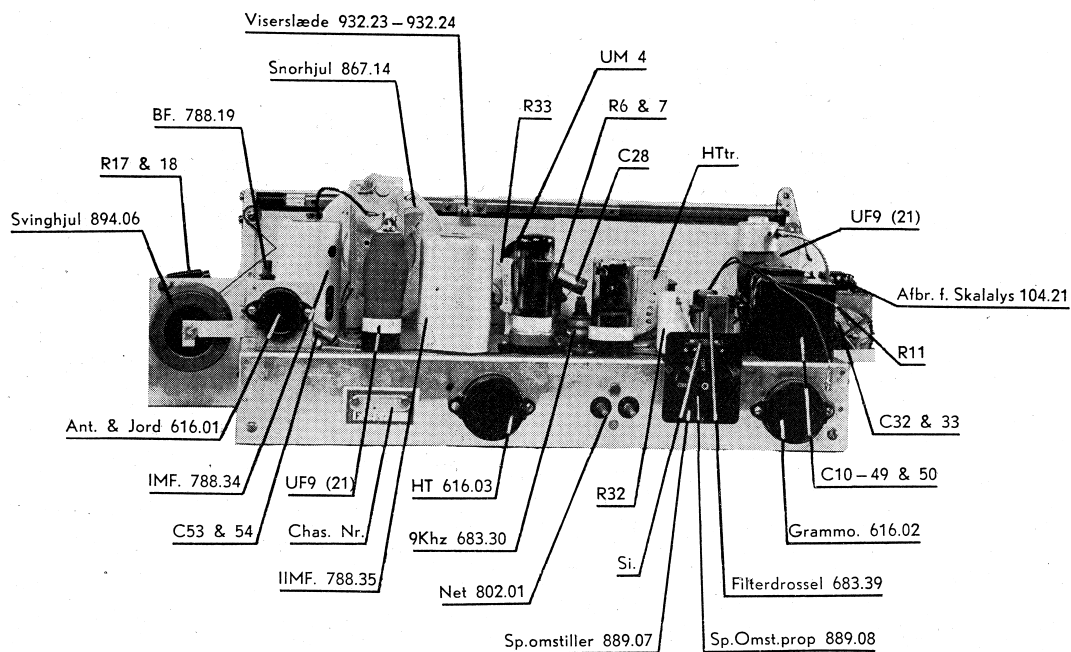 Viserslæde 932.23 – 932.24
UM 4
Snorhjul 867.14
R33
R6 & 7
BF. 788.19
C28
HTtr.
R17 & 18
UF9 (21)
Svinghjul 894.06
Afbr. f. Skalalys 104.21
R11
Ant. & Jord 616.01
C32 & 33
IMF. 788.34
UF9 (21)
HT 616.03
R32
C10 – 49 & 50
C53 & 54
Chas. Nr.
9Khz 683.30
Grammo. 616.02
Si.
IIMF. 788.35
Net 802.01
Filterdrossel 683.39
Sp.omstiller 889.07
Sp.Omst.prop 889.08